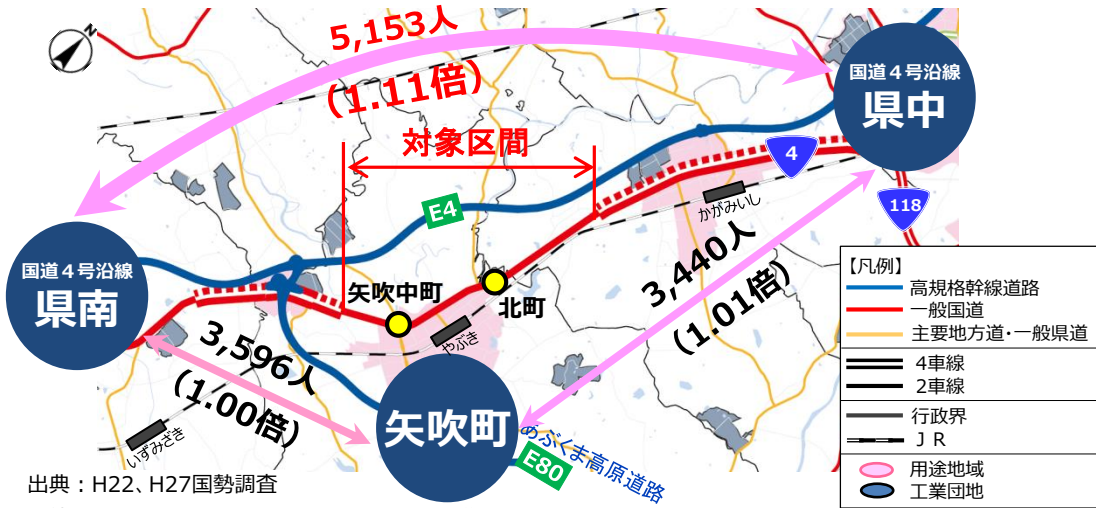 N
5,153人
（1.11倍）
対象区間
国道４号沿線
県中
4
118
E4
かがみいし
国道４号沿線
県南
矢吹中町
北町
やぶき
3,440人
（1.01倍）
3,596人
（1.00倍）
矢吹町
いずみざき
あぶくま高原道路
E80
出典：H22、H27国勢調査
【凡例】
高規格幹線道路
一般国道
主要地方道・一般県道
４車線
２車線
行政界
ＪＲ
用途地域
工業団地